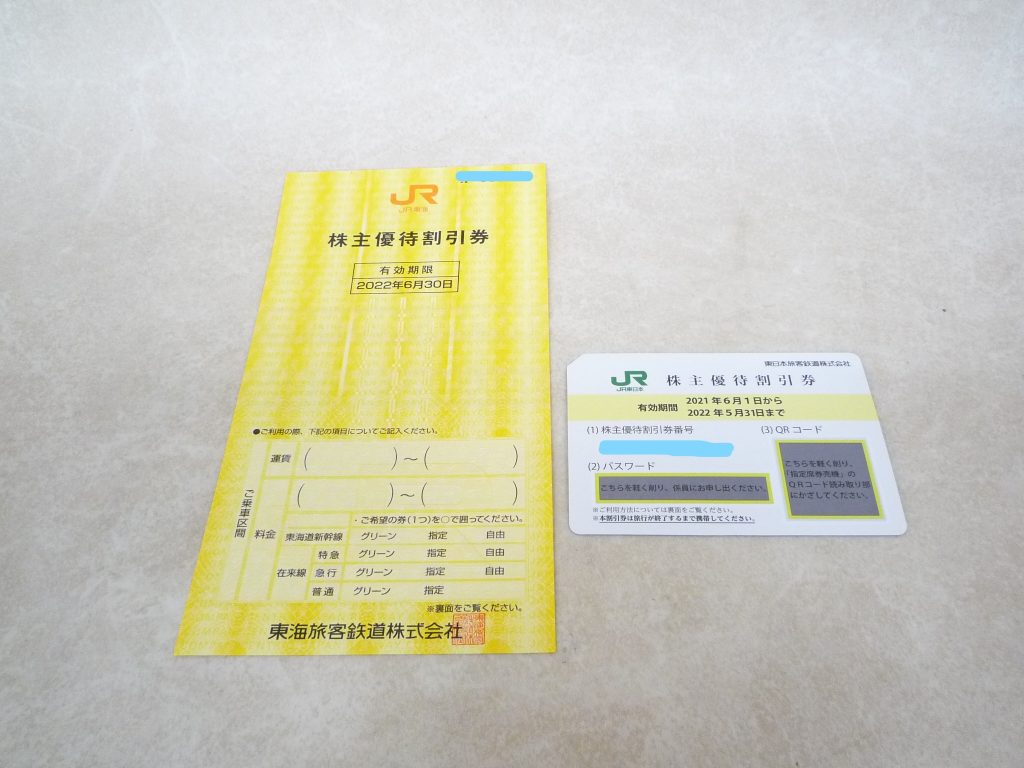 JR
JR東海
株主優待割引券
有効期限
2022年6月30日
●ご利用の際、下記の項目についてご記入ください。
ご乗車区間
運賃 ( )～( )
料金 ( )～( )
・ご希望の券(1つ)を○で囲ってください。
東海道新幹線 グリーン 指定 自由
在来線 特急 グリーン 指定 自由
急行 グリーン 指定 自由
普通 グリーン 指定
※裏面をご覧ください。
東海旅客鉄道株式会社
東日本旅客鉄道株式会社
JR
JR東日本
株主優待割引券
有効期間 2021年6月1日から
2022年5月31日まで
(1) 株主優待割引券番号
(2) パスワード
こちらを軽く削り、係員にお申し出ください。
(3) QRコード
こちらを軽く削り、
「指定席券売機」の
QRコード読み取り部
にかざしてください。
※ご利用方法については裏面をご覧ください。
※本割引券は旅行が終了するまで携帯してください。